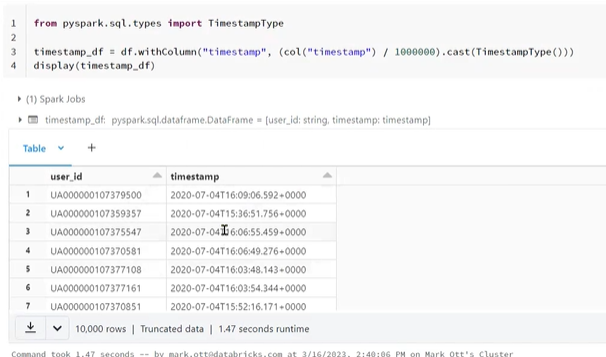 1 from pyspark.sql.types import TimestampType
2
3 timestamp_df = df.withColumn("timestamp", (col("timestamp") / 1000000).cast(TimestampType()))
4 display(timestamp_df)
(1) Spark Jobs
timestamp_df: pyspark.sql.dataframe.DataFrame = [user_id: string, timestamp: timestamp]
Table +
user_id timestamp
1 UA000000107379500 2020-07-04T16:09:06.592+0000
2 UA000000107359357 2020-07-04T15:36:51.756+0000
3 UA000000107375547 2020-07-04T16:06:55.459+0000
4 UA000000107370581 2020-07-04T16:06:49.276+0000
5 UA000000107377108 2020-07-04T16:03:48.143+0000
6 UA000000107377161 2020-07-04T16:03:54.344+0000
7 UA000000107370851 2020-07-04T15:52:16.171+0000
10,000 rows | Truncated data | 1.47 seconds runtime
Command took 1.47 seconds -- by mark.ott@databricks.com at 3/16/2023, 2:40:06 PM on Mark Ott's Cluster